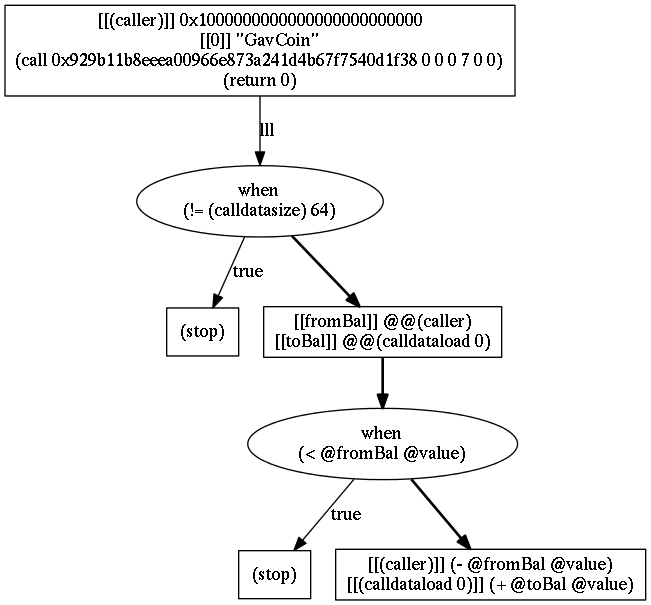 [[(caller)]] 0x1000000000000000000000000
[[0]] "GavCoin"
(call 0x929b11b8eeea00966e873a241d4b67f7540d1f38 0 0 0 7 0 0)
(return 0)
lll
when
(!= (calldatasize) 64)
true
(stop)
[[fromBal]] @@(caller)
[[toBal]] @@(calldataload 0)
when
(< @fromBal @value)
true
(stop)
[[(caller)]] (- @fromBal @value)
[[(calldataload 0)]] (+ @toBal @value)